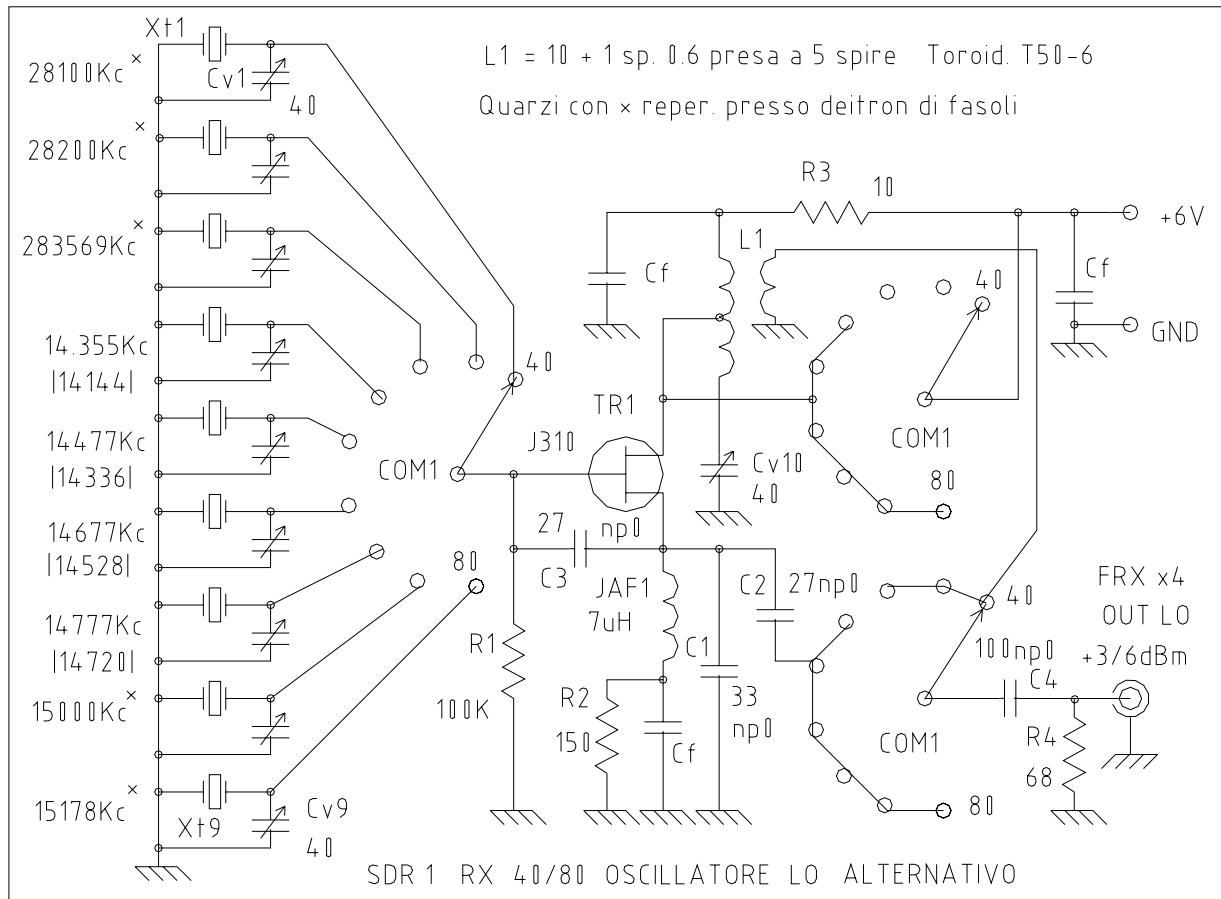 Xt1
28100Kc ×
Cv1
40
L1 = 10 + 1 sp. 0.6 presa a 5 spire Toroid. T50-6
Quarzi con × reper. presso deitron di fasoli
28200Kc ×
R3
10
+6V
283569Kc ×
L1
Cf
Cf
40
GND
14.355Kc
|14144|
40
TR1
J310
COM1
COM1
14477Kc
|14336|
Cv10
40
80
14677Kc
|14528|
27
np0
C3
80
JAF1
7uH
C2
27np0
40
FRX x4
OUT LO
+3/6dBm
14777Kc
|14720|
R1
100K
C1
33
np0
100np0
C4
15000Kc ×
R2
150
Cf
COM1
R4
68
15178Kc ×
Xt9
Cv9
40
80
SDR 1 RX 40/80 OSCILLATORE LO ALTERNATIVO